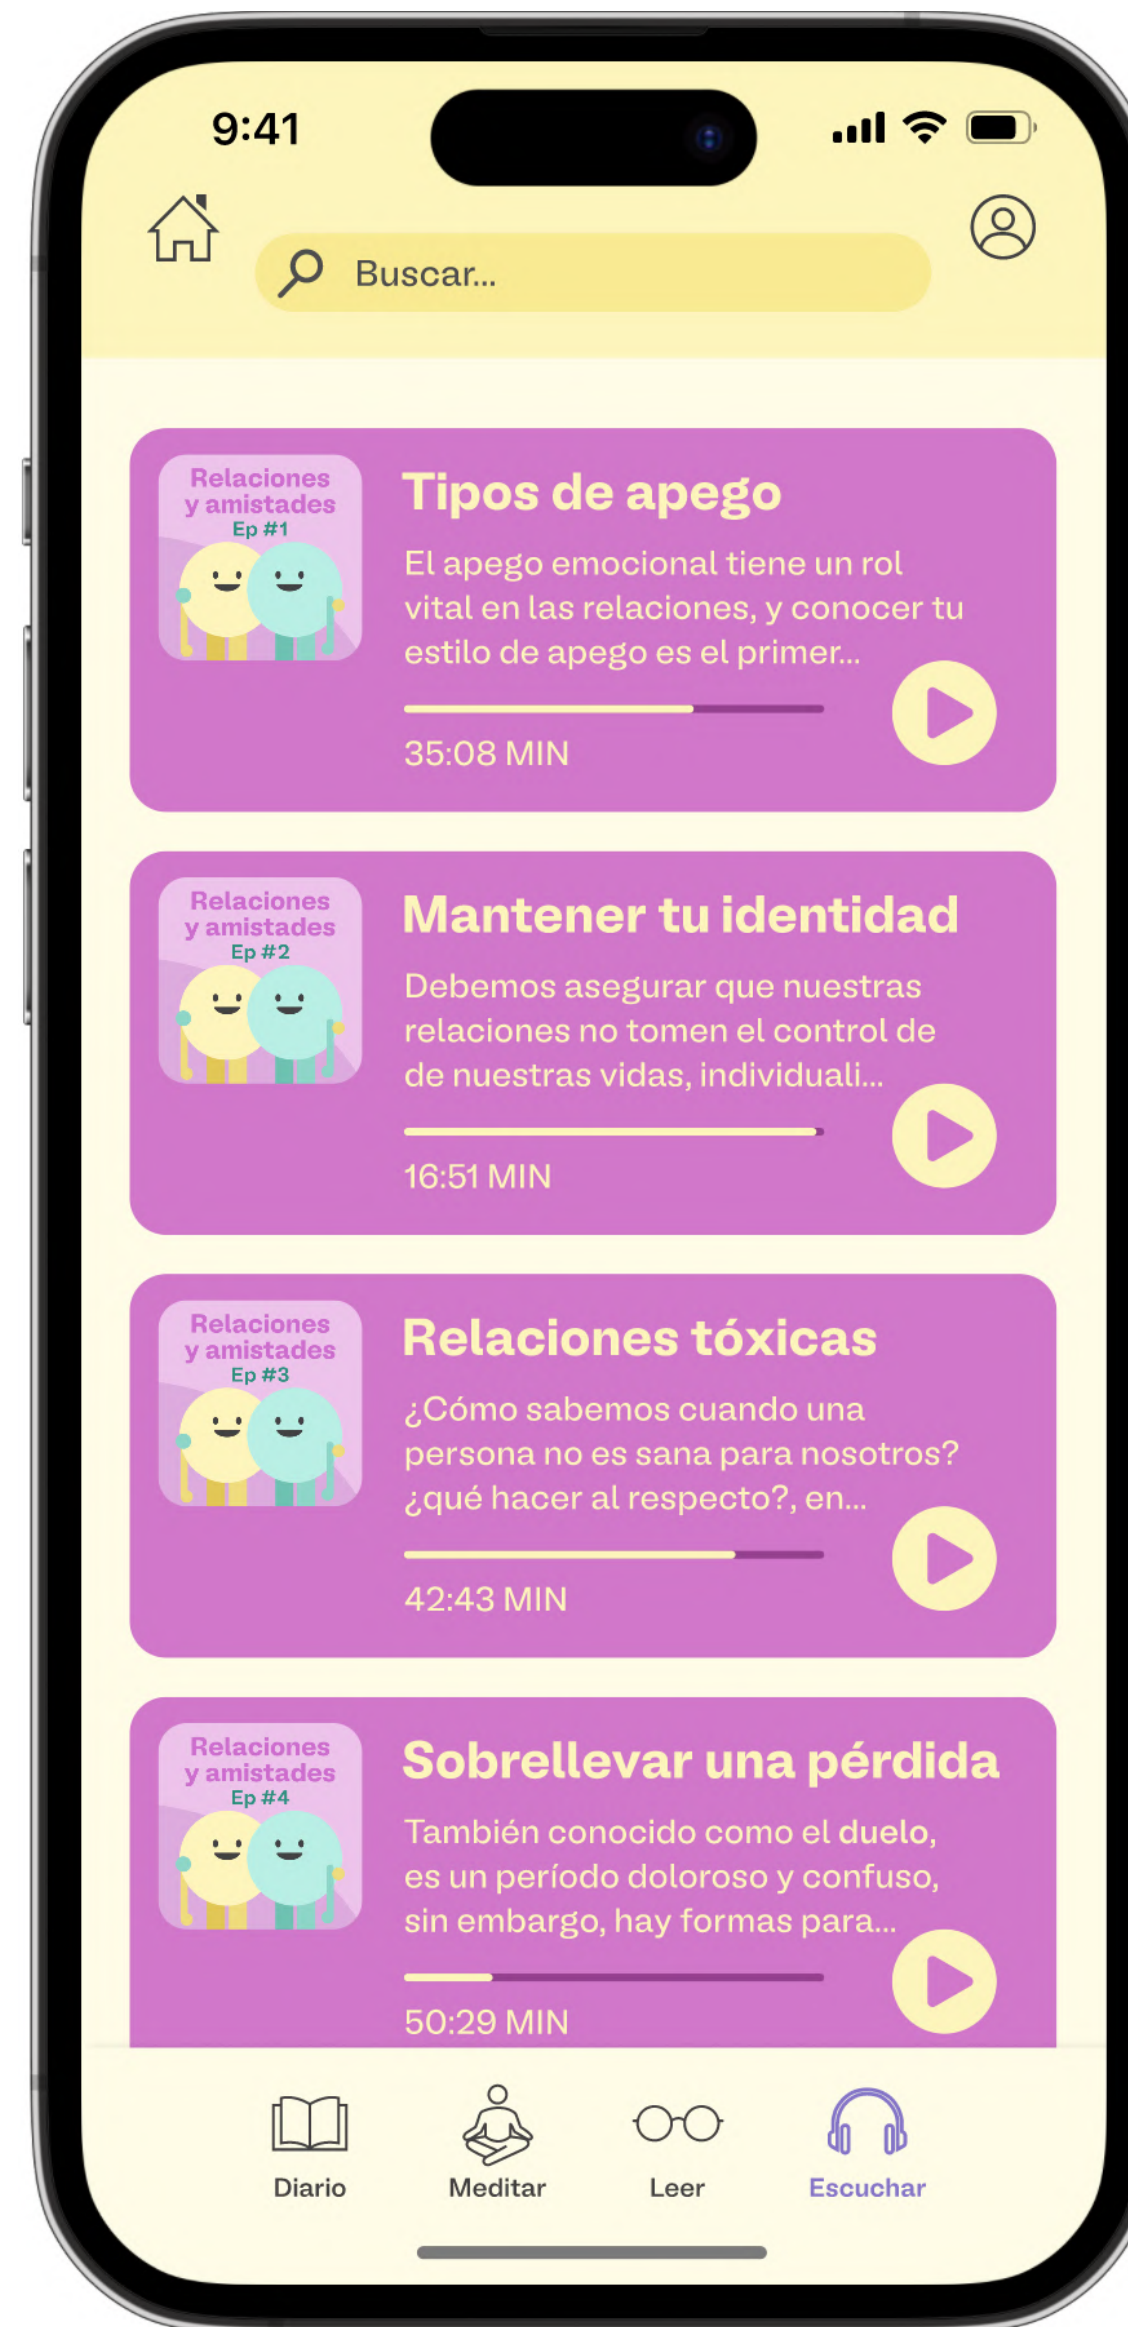 9:41
Buscar...
Relaciones
y amistades
Ep #1
Tipos de apego
El apego emocional tiene un rol
vital en las relaciones, y conocer tu
estilo de apego es el primer...
35:08 MIN
Relaciones
y amistades
Ep #2
Mantener tu identidad
Debemos asegurar que nuestras
relaciones no tomen el control de
de nuestras vidas, individuali...
16:51 MIN
Relaciones
y amistades
Ep #3
Relaciones tóxicas
¿Cómo sabemos cuando una
persona no es sana para nosotros?
¿qué hacer al respecto?, en...
42:43 MIN
Relaciones
y amistades
Ep #4
Sobrellevar una pérdida
También conocido como el duelo,
es un período doloroso y confuso,
sin embargo, hay formas para...
50:29 MIN
Diario
Meditar
Leer
Escuchar